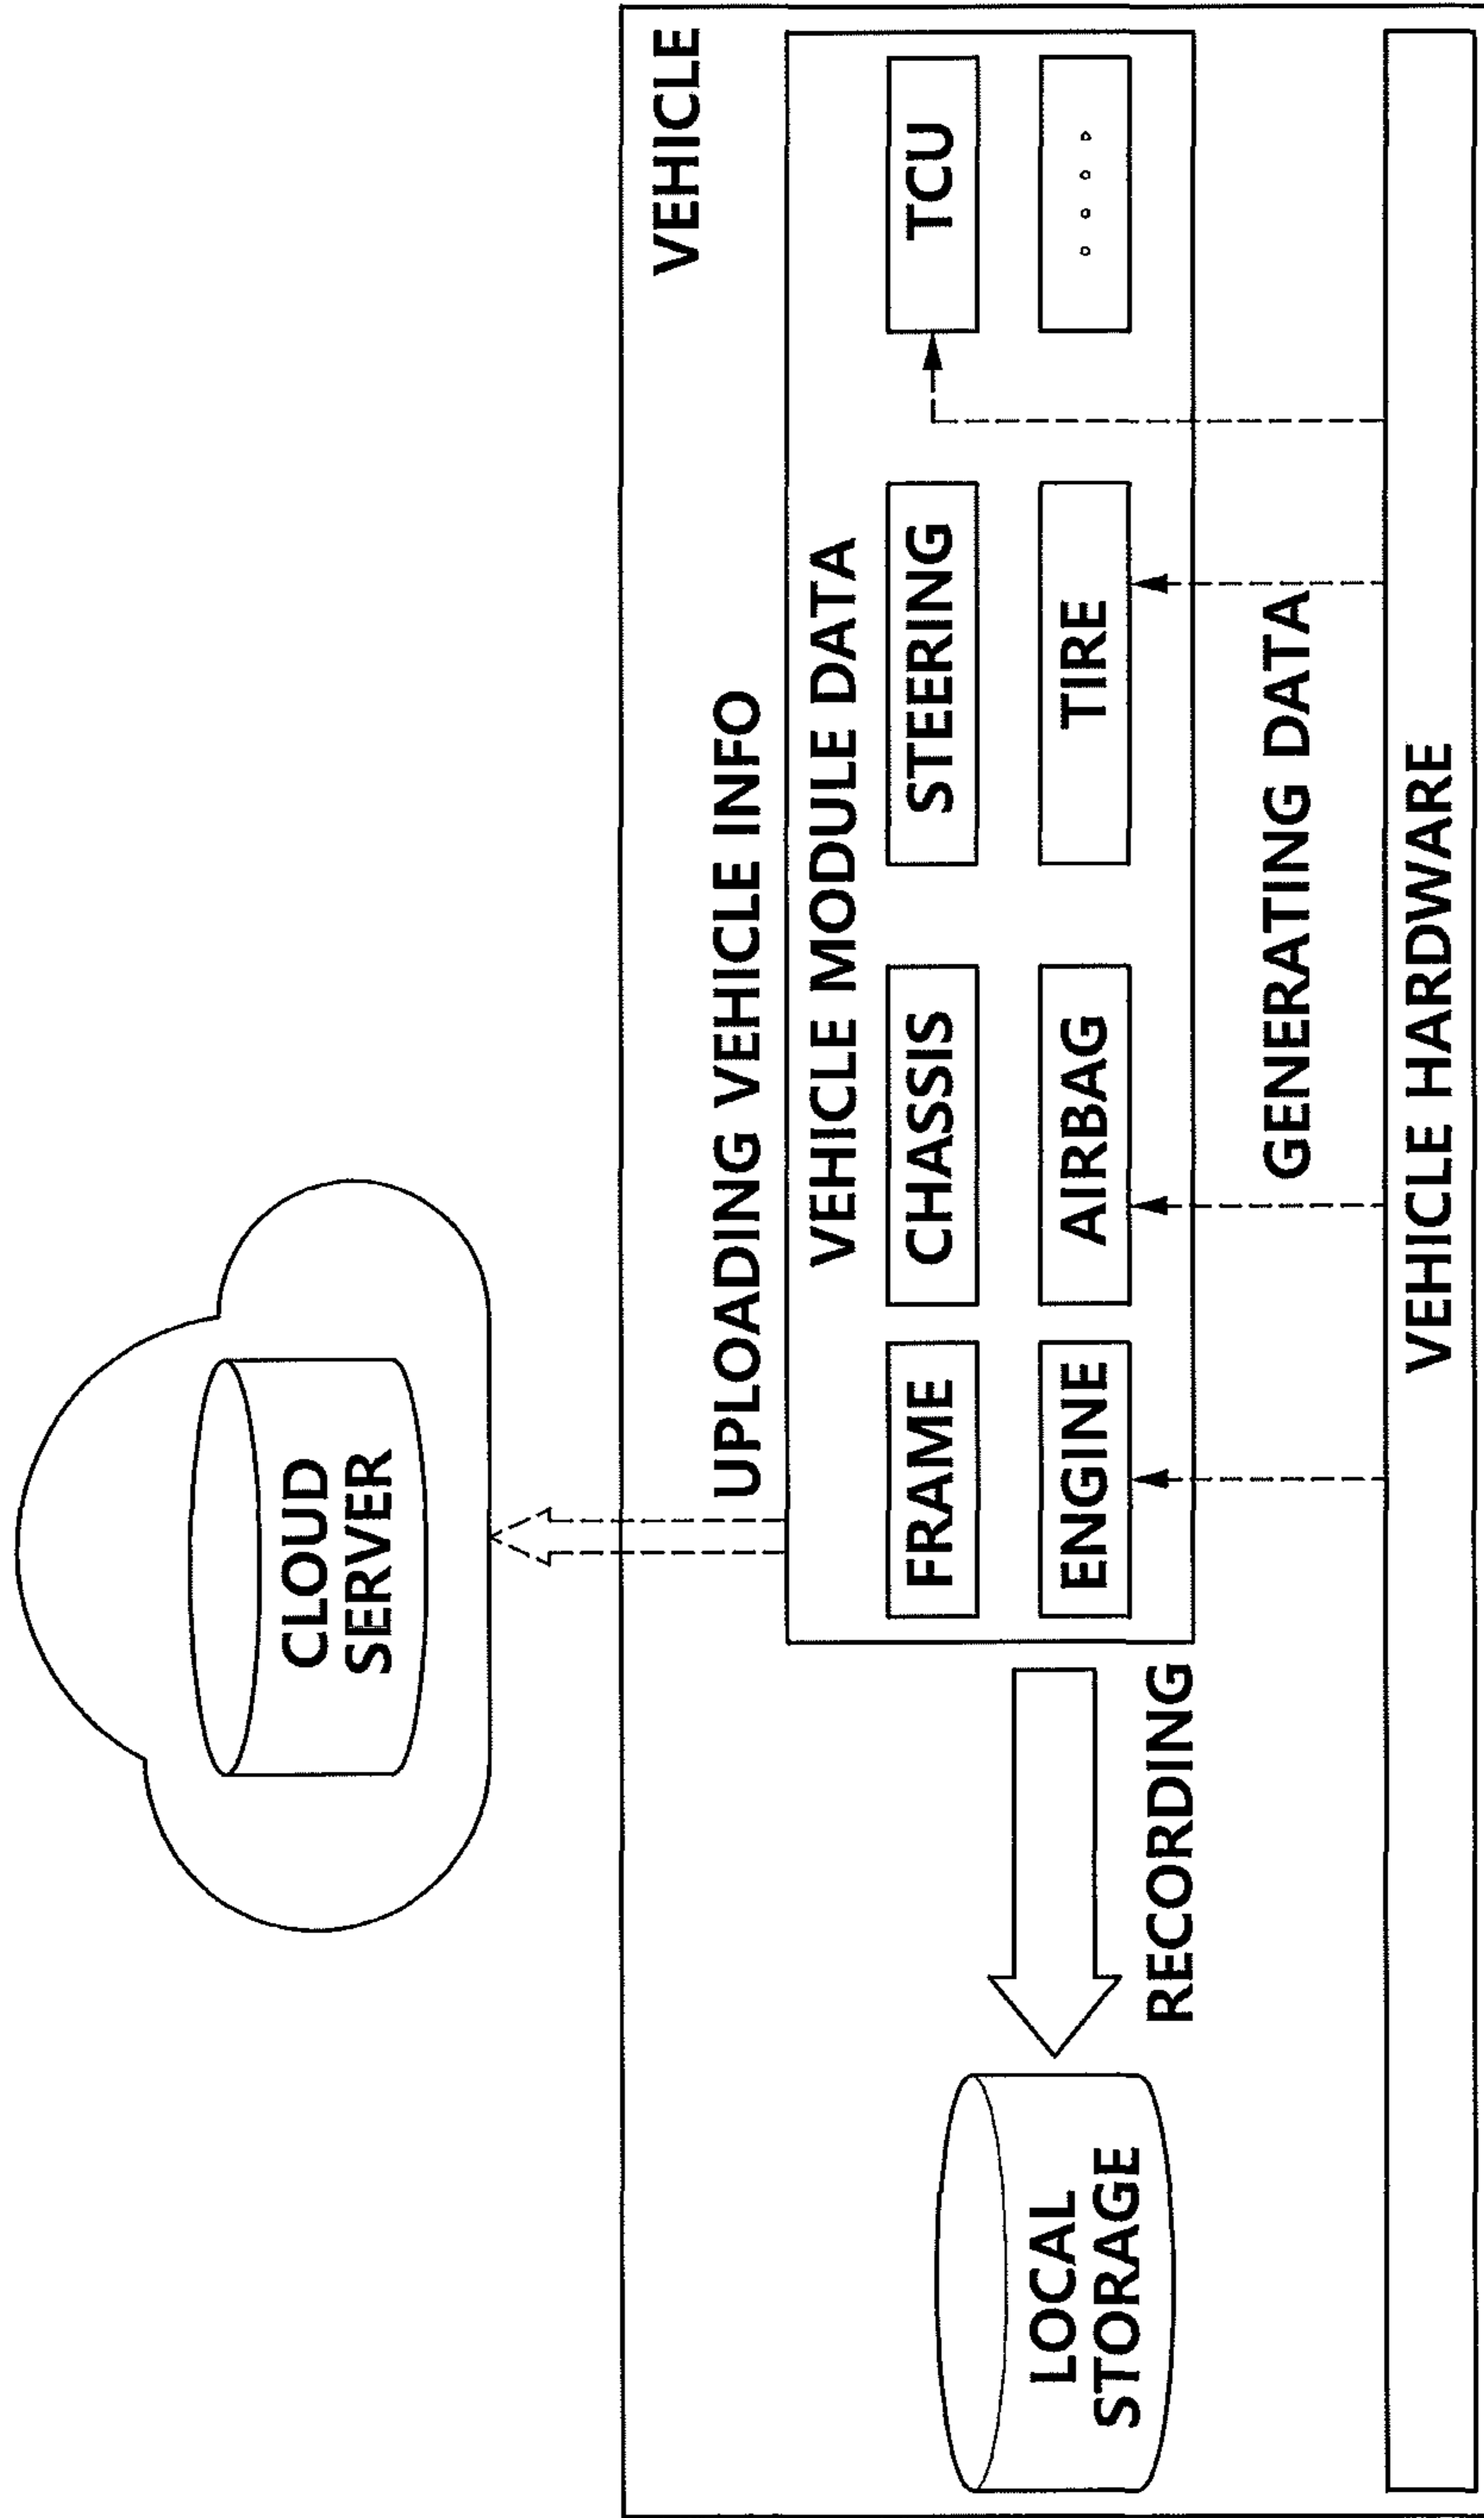 CLOUD
SERVER
VEHICLE
UPLOADING VEHICLE INFO
VEHICLE MODULE DATA
FRAME
CHASSIS
STEERING
TCU
ENGINE
AIRBAG
TIRE
....
LOCAL
STORAGE
RECORDING
GENERATING DATA
VEHICLE HARDWARE